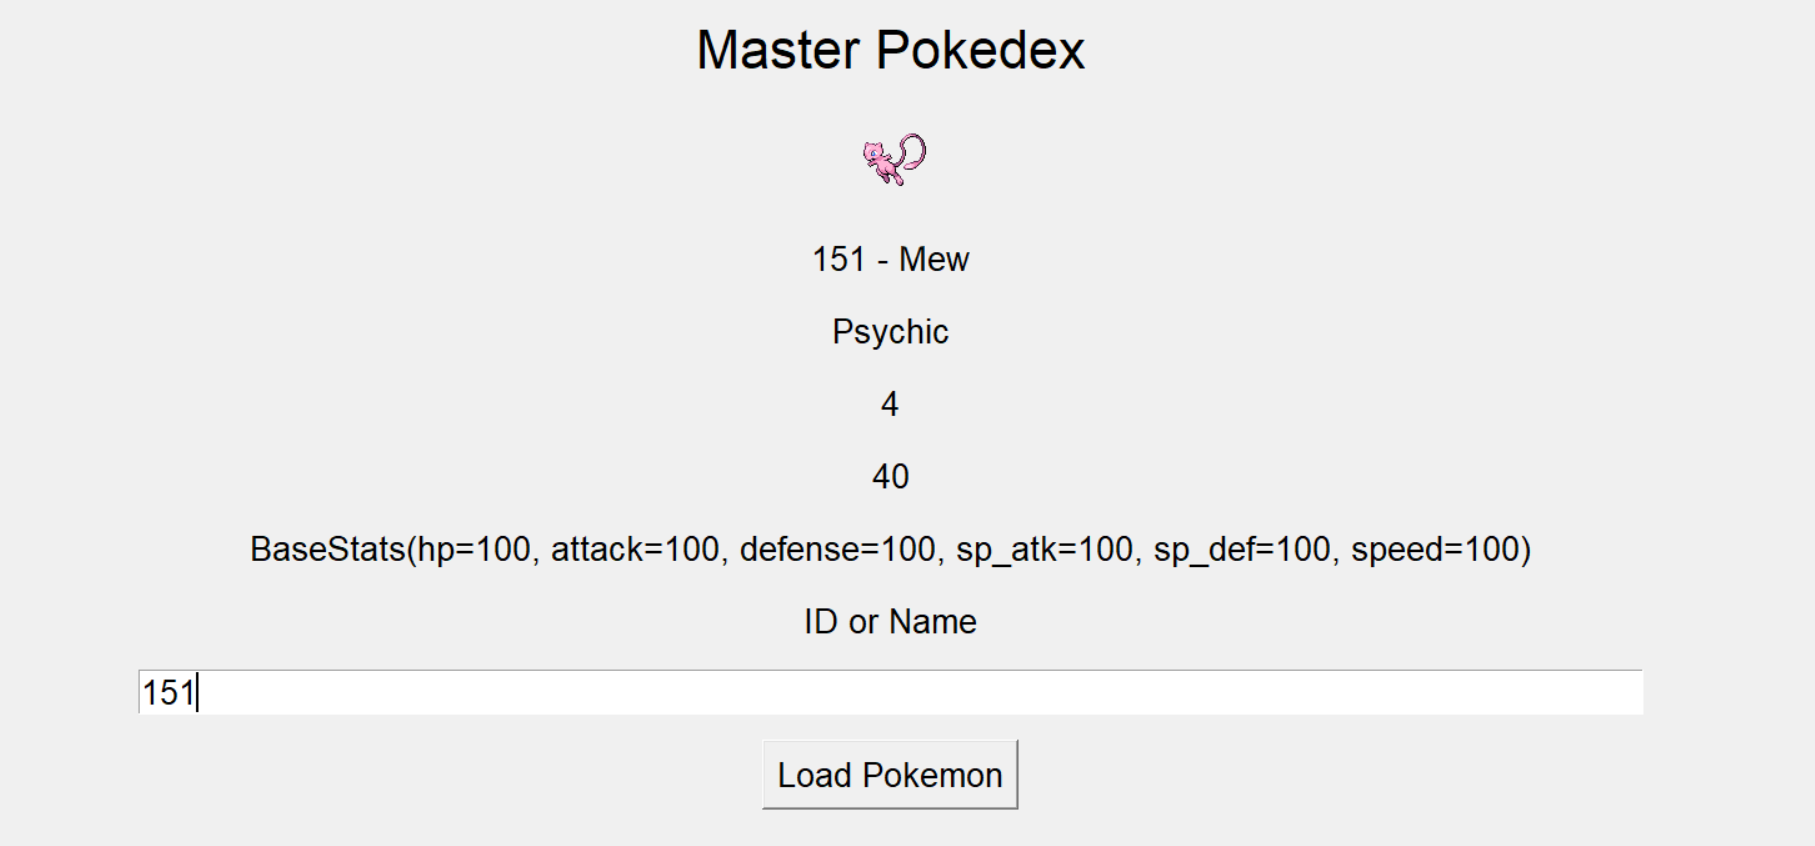 Master Pokedex
151 - Mew
Psychic
4
40
BaseStats(hp=100, attack=100, defense=100, sp_atk=100, sp_def=100, speed=100)
ID or Name
151
Load Pokemon